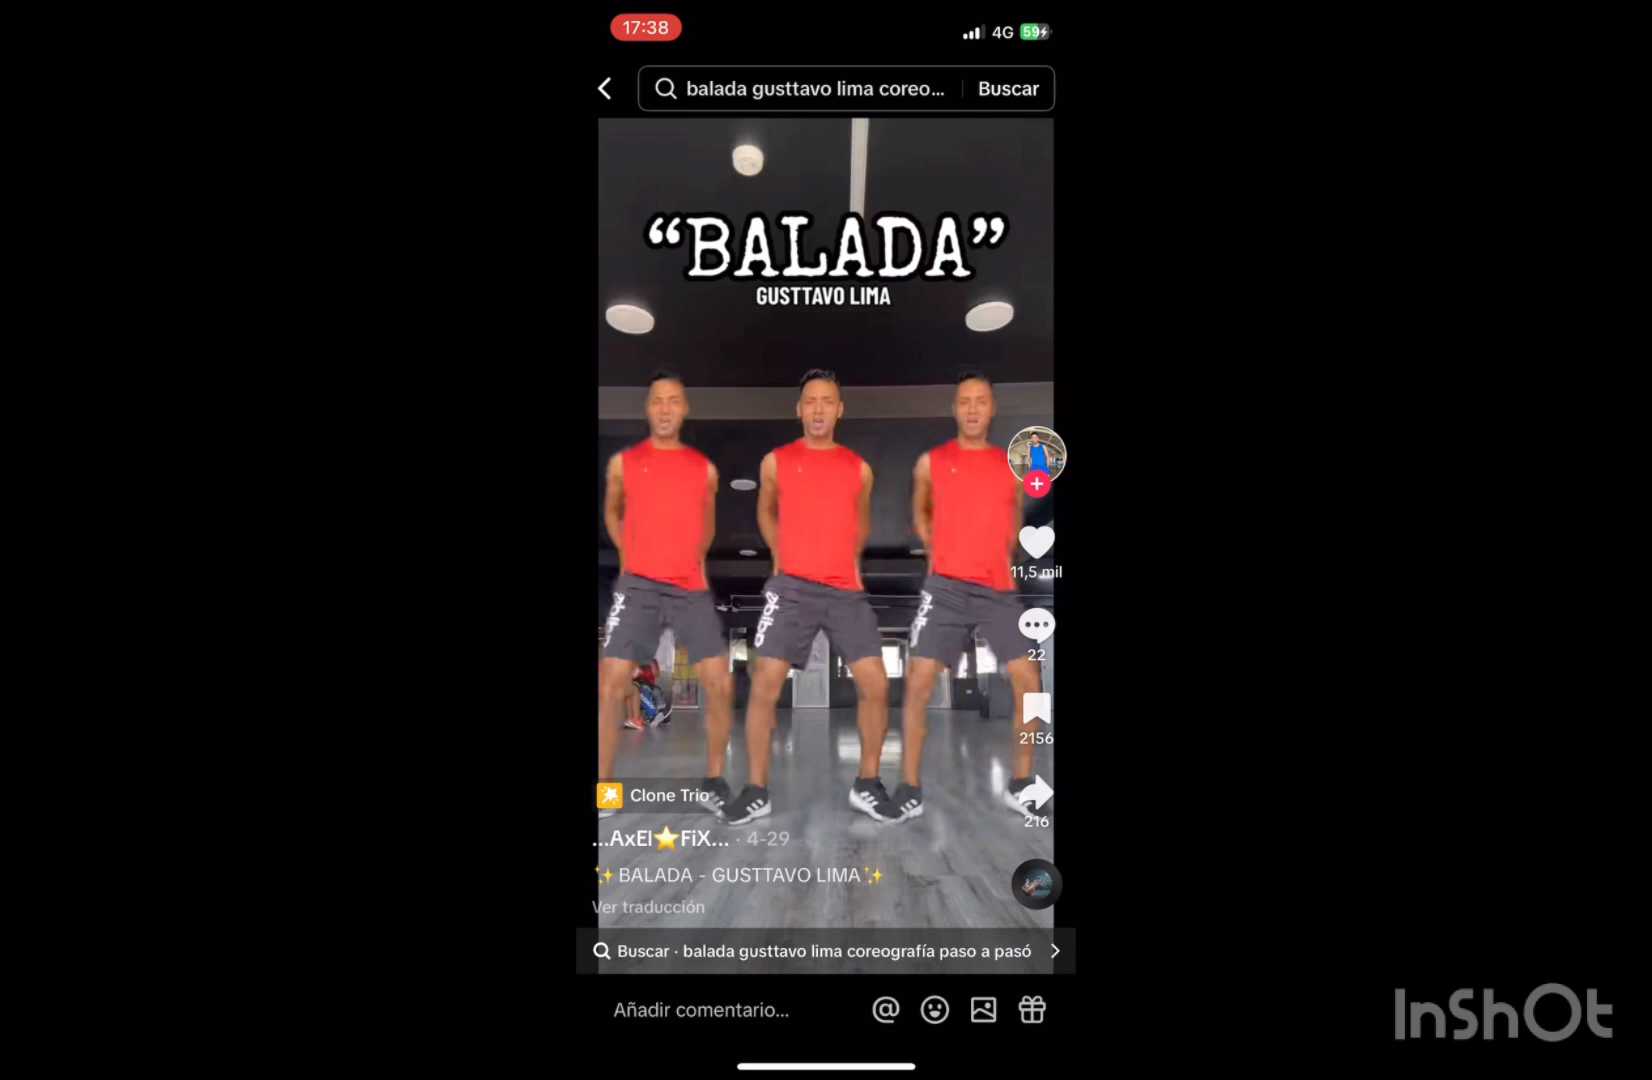 17:38
4G 59
balada gusttavo lima coreo... Buscar
“BALADA”
GUSTTAVO LIMA
11,5 mil
22
2156
216
Clone Trio
...AxEl⭐FiX... · 4-29
✨BALADA - GUSTTAVO LIMA✨
Ver traducción
Buscar · balada gusttavo lima coreografía paso a pasó
Añadir comentario...
InShOt